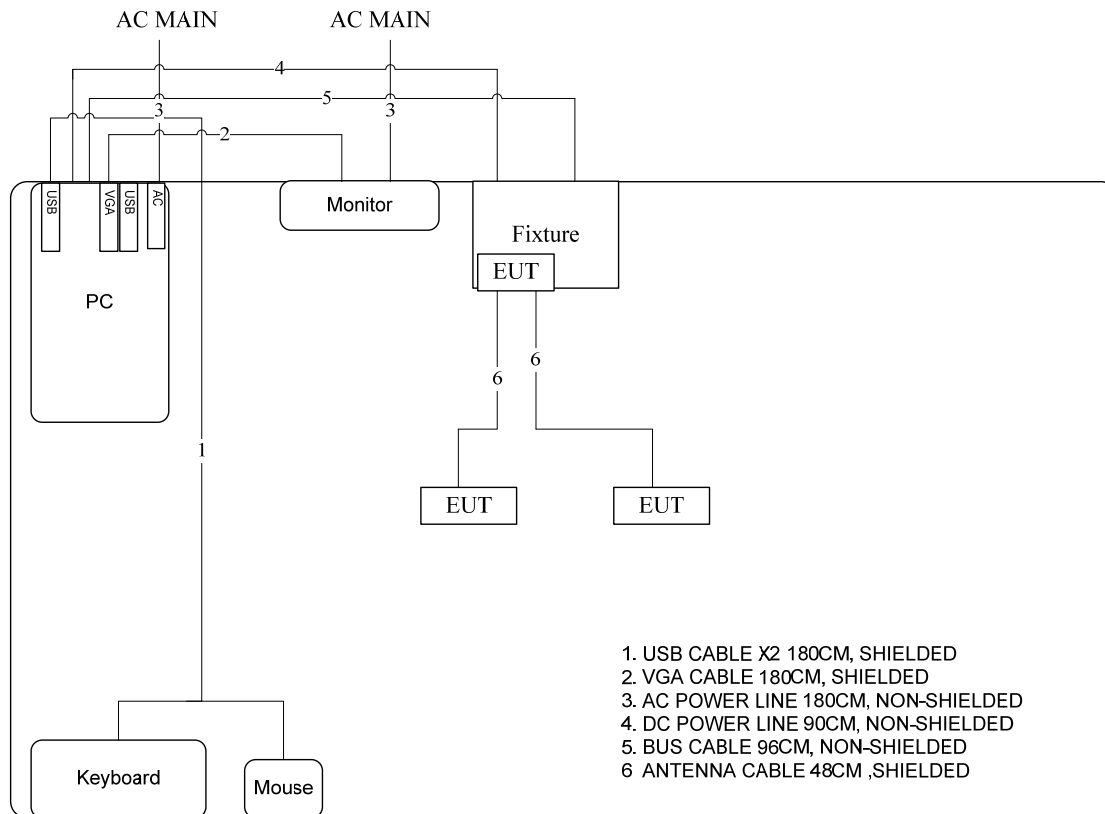 AC MAIN
AC MAIN
4
5
3
3
2
USB
VGA
USB
AC
Monitor
Fixture
EUT
PC
6
6
1
EUT
EUT
1. USB CABLE X2 180CM, SHIELDED
2. VGA CABLE 180CM, SHIELDED
3. AC POWER LINE 180CM, NON-SHIELDED
4. DC POWER LINE 90CM, NON-SHIELDED
5. BUS CABLE 96CM, NON-SHIELDED
6 ANTENNA CABLE 48CM ,SHIELDED
Keyboard
Mouse